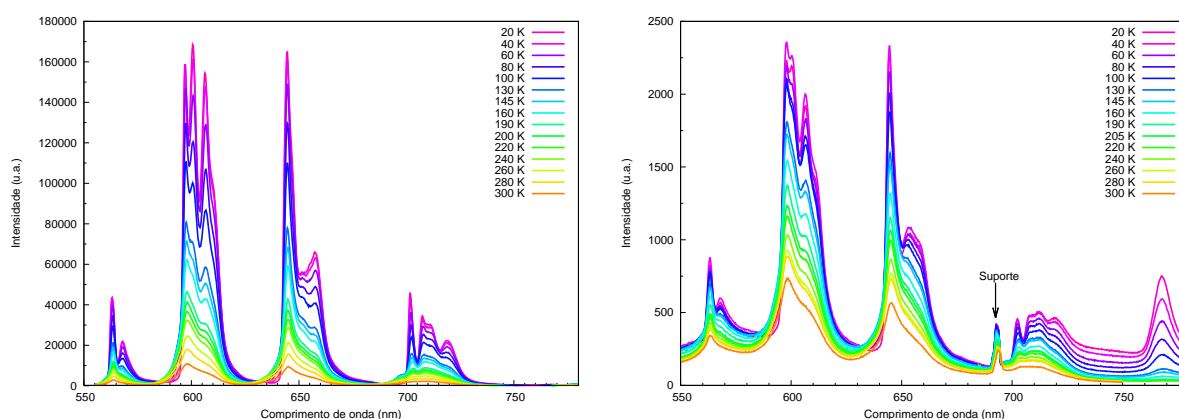 180000
160000
140000
120000
100000
80000
60000
40000
20000
0
Intensidade (u.a.)
550
600
650
700
750
Comprimento de onda (nm)
20 K
40 K
60 K
80 K
100 K
130 K
145 K
160 K
190 K
200 K
220 K
240 K
260 K
280 K
300 K
2500
2000
1500
1000
500
0
Intensidade (u.a.)
550
600
650
700
750
Comprimento de onda (nm)
20 K
40 K
60 K
80 K
100 K
130 K
145 K
160 K
190 K
205 K
220 K
240 K
260 K
280 K
300 K
Suporte